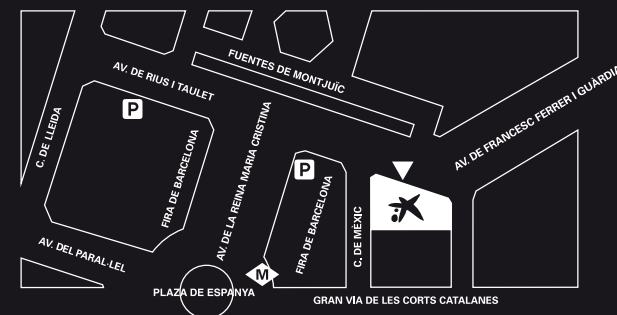 FUENTES DE MONTJUÏC
AV. DE RIUS I TAULET
P
AV. DE FRANCESC FERRER I GUÀRDIA
C. DE LLEIDA
AV. DE LA REINA MARIA CRISTINA
FIRA DE BARCELONA
P
FIRA DE BARCELONA
C. DE MÈXIC
AV. DEL PARAL·LEL
M
PLAZA DE ESPANYA
GRAN VIA DE LES CORTS CATALANES